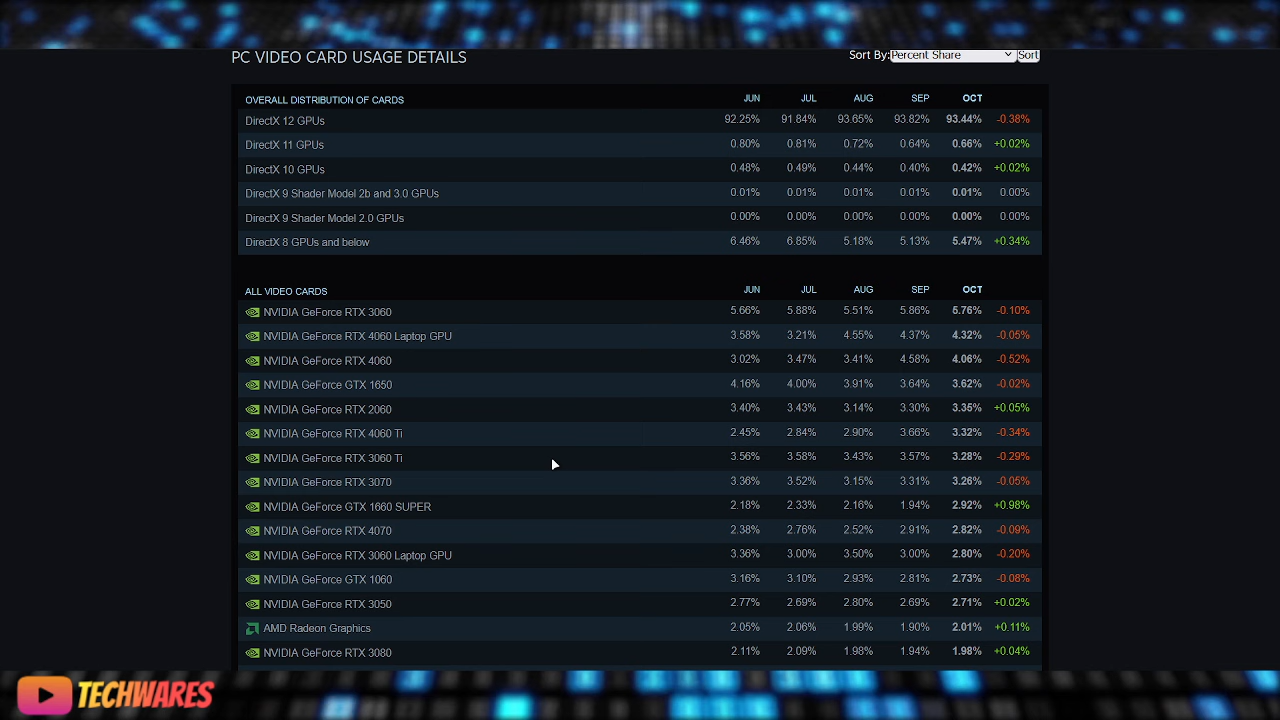 PC VIDEO CARD USAGE DETAILS Sort By: Percent Share Sort
OVERALL DISTRIBUTION OF CARDS JUN JUL AUG SEP OCT
DirectX 12 GPUs 92.25% 91.84% 93.65% 93.82% 93.44% -0.38%
DirectX 11 GPUs 0.80% 0.81% 0.72% 0.64% 0.66% +0.02%
DirectX 10 GPUs 0.48% 0.49% 0.44% 0.40% 0.42% +0.02%
DirectX 9 Shader Model 2b and 3.0 GPUs 0.01% 0.01% 0.01% 0.01% 0.01% 0.00%
DirectX 9 Shader Model 2.0 GPUs 0.00% 0.00% 0.00% 0.00% 0.00% 0.00%
DirectX 8 GPUs and below 6.46% 6.85% 5.18% 5.13% 5.47% +0.34%
ALL VIDEO CARDS JUN JUL AUG SEP OCT
NVIDIA GeForce RTX 3060 5.66% 5.88% 5.51% 5.86% 5.76% -0.10%
NVIDIA GeForce RTX 4060 Laptop GPU 3.58% 3.21% 4.55% 4.37% 4.32% -0.05%
NVIDIA GeForce RTX 4060 3.02% 3.47% 3.41% 4.58% 4.06% -0.52%
NVIDIA GeForce GTX 1650 4.16% 4.00% 3.91% 3.64% 3.62% -0.02%
NVIDIA GeForce RTX 2060 3.40% 3.43% 3.14% 3.30% 3.35% +0.05%
NVIDIA GeForce RTX 4060 Ti 2.45% 2.84% 2.90% 3.66% 3.32% -0.34%
NVIDIA GeForce RTX 3060 Ti 3.56% 3.58% 3.43% 3.57% 3.28% -0.29%
NVIDIA GeForce RTX 3070 3.36% 3.52% 3.15% 3.31% 3.26% -0.05%
NVIDIA GeForce GTX 1660 SUPER 2.18% 2.33% 2.16% 1.94% 2.92% +0.98%
NVIDIA GeForce RTX 4070 2.38% 2.76% 2.52% 2.91% 2.82% -0.09%
NVIDIA GeForce RTX 3060 Laptop GPU 3.36% 3.00% 3.50% 3.00% 2.80% -0.20%
NVIDIA GeForce GTX 1060 3.16% 3.10% 2.93% 2.81% 2.73% -0.08%
NVIDIA GeForce RTX 3050 2.77% 2.69% 2.80% 2.69% 2.71% +0.02%
AMD Radeon Graphics 2.05% 2.06% 1.99% 1.90% 2.01% +0.11%
NVIDIA GeForce RTX 3080 2.11% 2.09% 1.98% 1.94% 1.98% +0.04%
TECHWARES